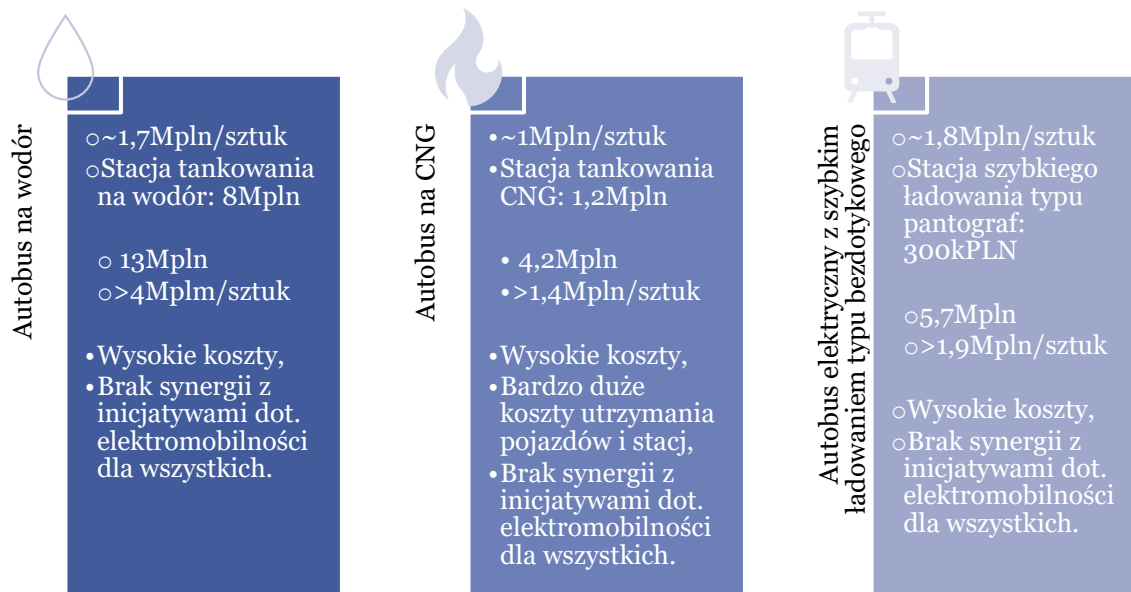 Autobus na wodór
○~1,7Mpln/sztuk
○Stacja tankowania
na wodór: 8Mpln
○ 13Mpln
○>4Mplm/sztuk
•Wysokie koszty,
•Brak synergii z
inicjatywami dot.
elektromobilności
dla wszystkich.
Autobus na CNG
•~1Mpln/sztuk
•Stacja tankowania
CNG: 1,2Mpln
• 4,2Mpln
•>1,4Mpln/sztuk
•Wysokie koszty,
•Bardzo duże
koszty utrzymania
pojazdów i stacj,
•Brak synergii z
inicjatywami dot.
elektromobilności
dla wszystkich.
Autobus elektryczny z szybkim
ładowaniem typu bezdotykowego
○~1,8Mpln/sztuk
○Stacja szybkiego
ładowania typu
pantograf:
300kPLN
○5,7Mpln
○>1,9Mpln/sztuk
○Wysokie koszty,
○Brak synergii z
inicjatywami dot.
elektromobilności
dla wszystkich.